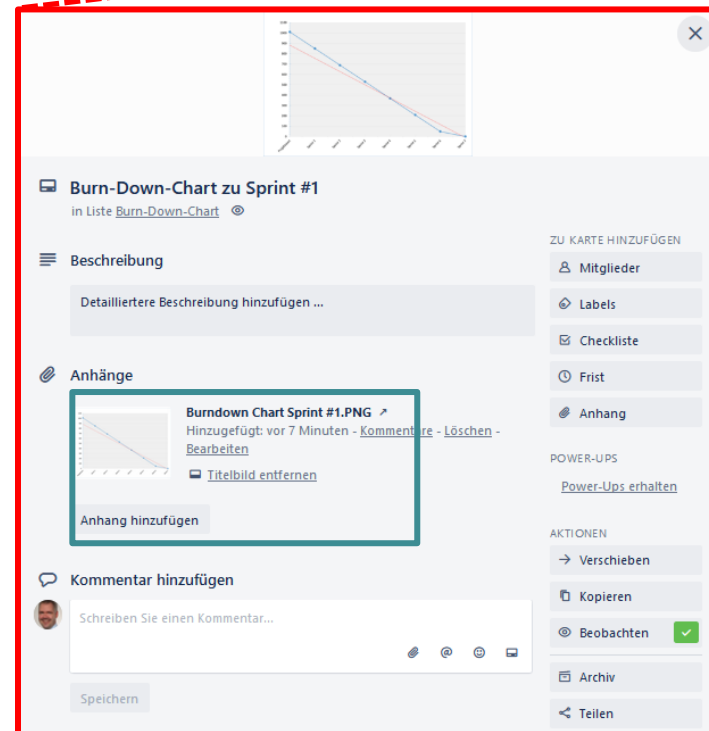 Burn-Down-Chart zu Sprint #1
in Liste Burn-Down-Chart
Beschreibung
Detailliertere Beschreibung hinzufügen ...
Anhänge
Burndown Chart Sprint #1.PNG ↗
Hinzugefügt: vor 7 Minuten - Kommentare - Löschen -
Bearbeiten
Titelbild entfernen
Anhang hinzufügen
Kommentar hinzufügen
Schreiben Sie einen Kommentar...
Speichern
ZU KARTE HINZUFÜGEN
Mitglieder
Labels
Checkliste
Frist
Anhang
POWER-UPS
Power-Ups erhalten
AKTIONEN
Verschieben
Kopieren
Beobachten
Archiv
Teilen